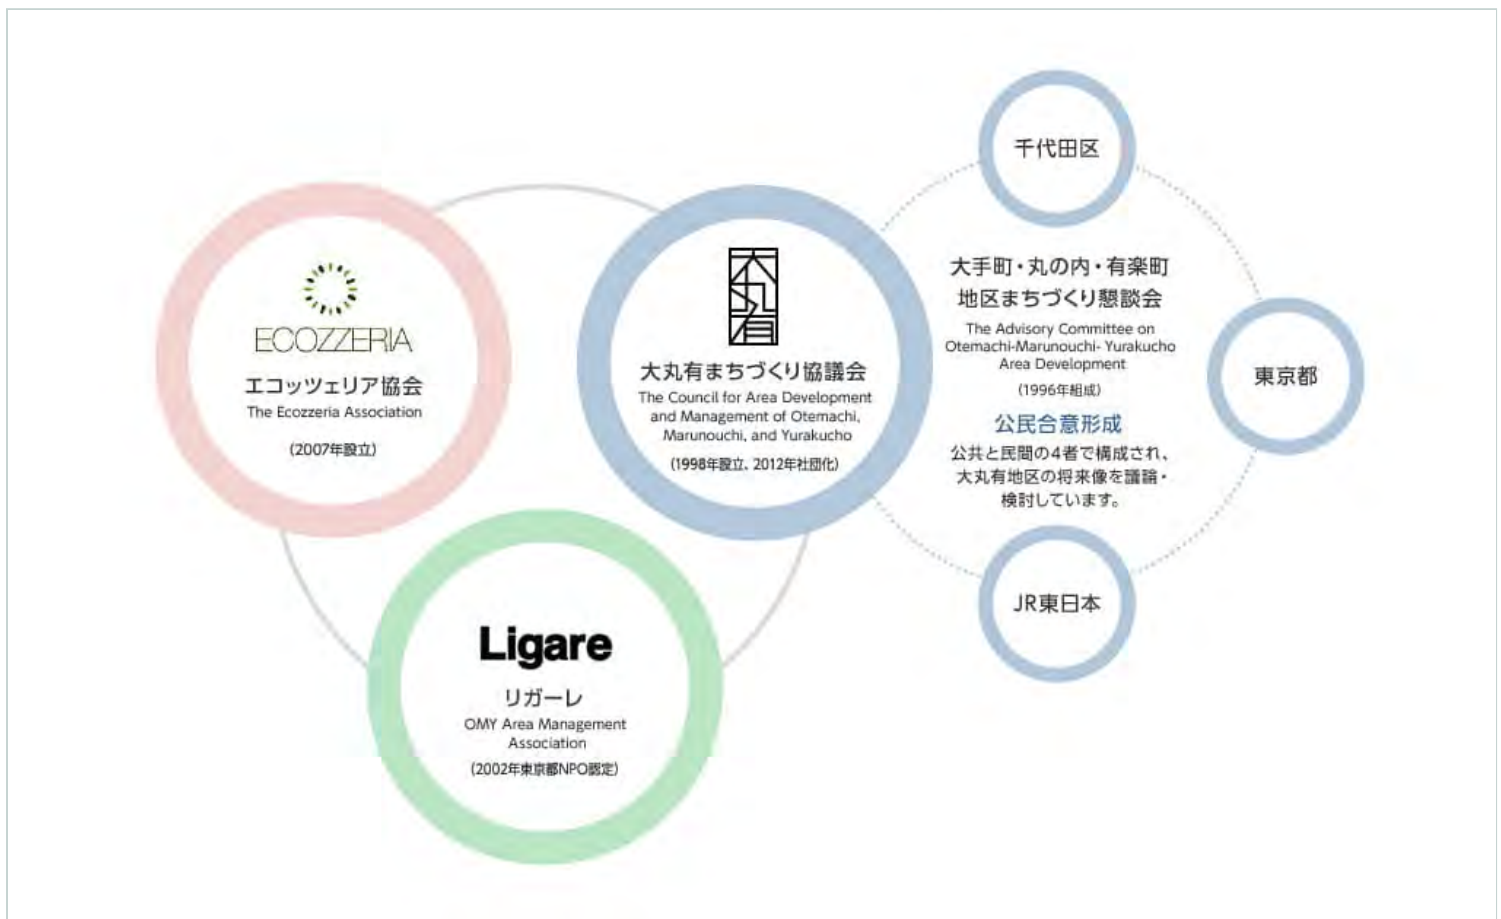 ECOZZERIA
エコッツェリア協会
The Ecozzeria Association
(2007年設立)
大丸有
大丸有まちづくり協議会
The Council for Area Development
and Management of Otemachi,
Marunouchi, and Yurakucho
(1998年設立、2012年社団化)
Ligare
リガーレ
OMY Area Management
Association
(2002年東京都NPO認定)
千代田区
大手町・丸の内・有楽町
地区まちづくり懇談会
The Advisory Committee on
Otemachi-Marunouchi- Yurakucho
Area Development
(1996年組成)
公民合意形成
公共と民間の4者で構成され、
大丸有地区の将来像を議論・
検討しています。
東京都
JR東日本